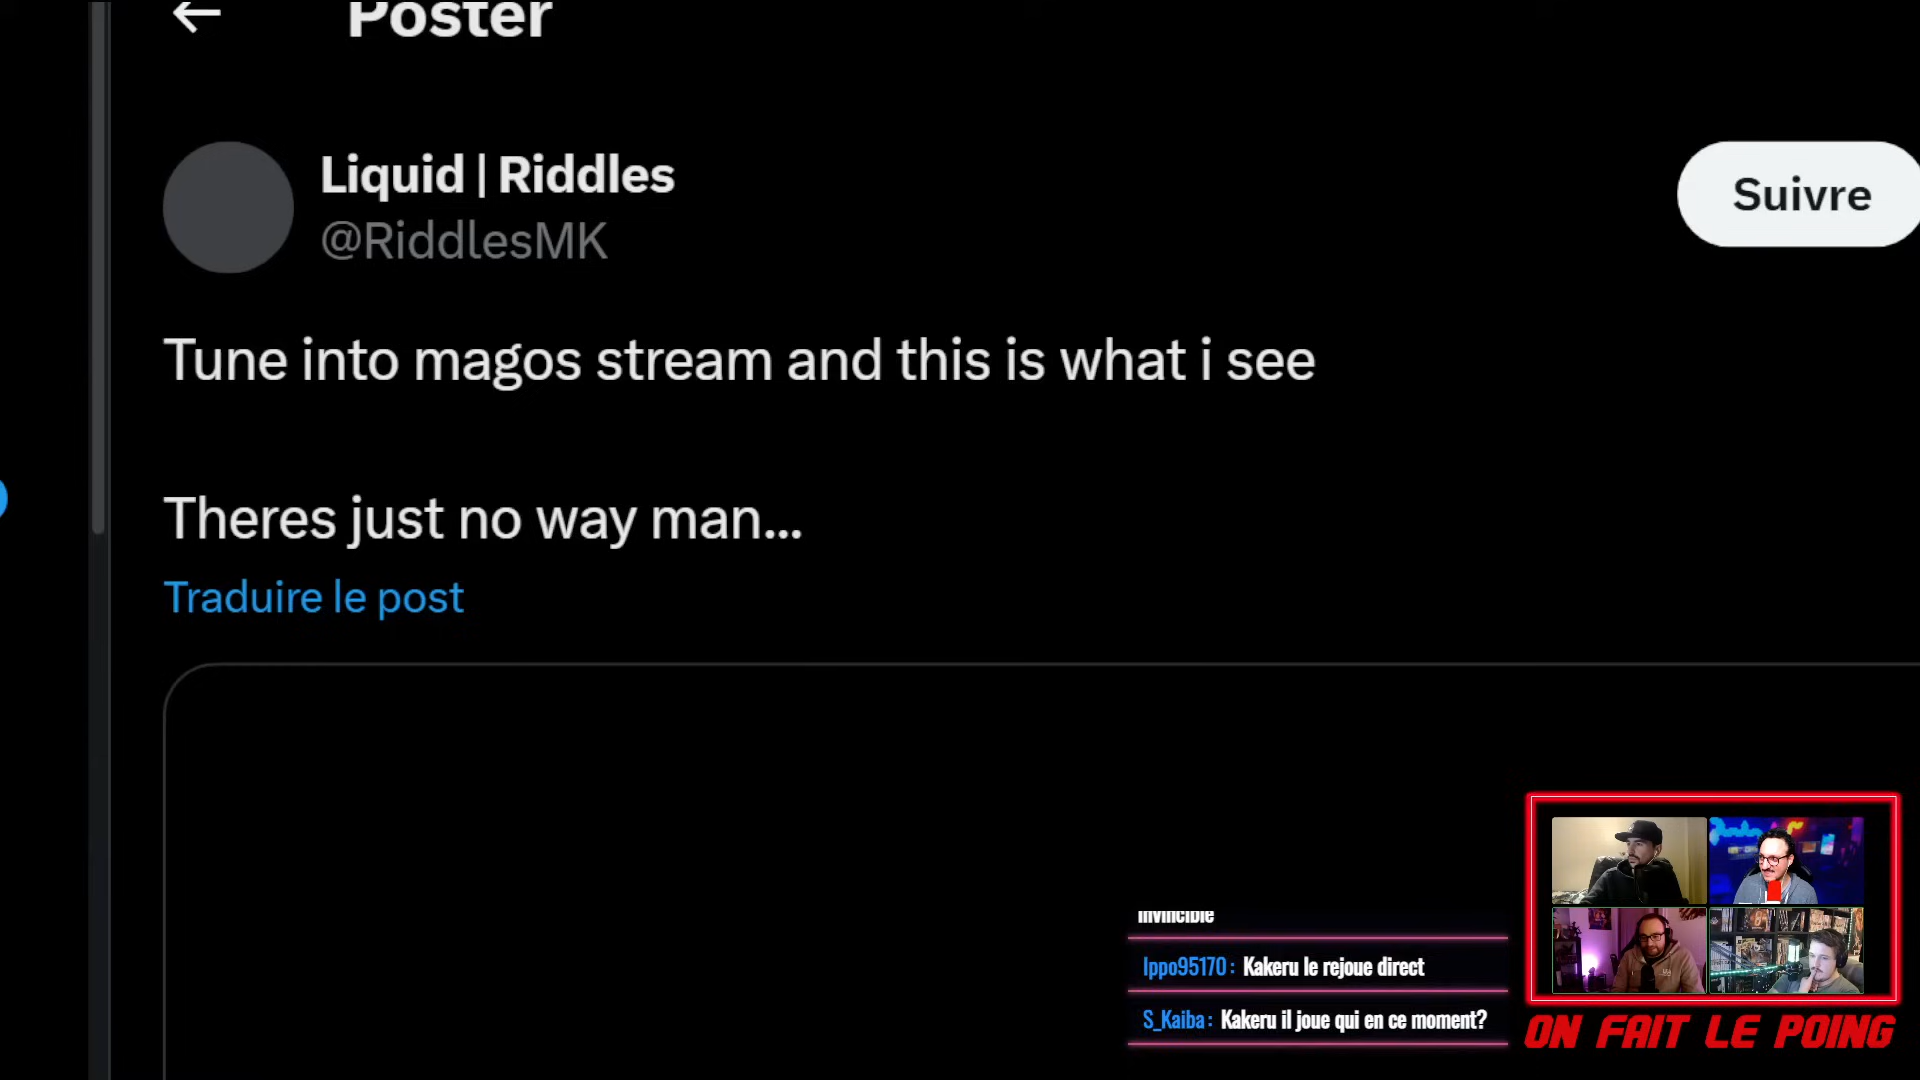 Poster
Liquid | Riddles
@RiddlesMK
Suivre
Tune into magos stream and this is what i see
Theres just no way man...
Traduire le post
invincible
Ippo95170 : Kakeru le rejoue direct
S_Kaiba : Kakeru il joue qui en ce moment?
ON FAIT LE POING